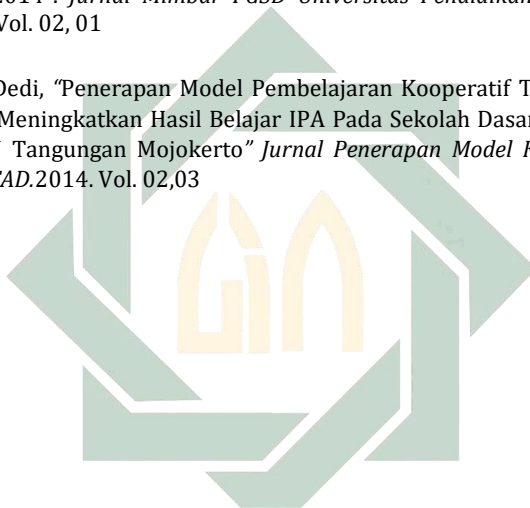 2014 . Jurnal Mimbar PGSD Universitas Pendidikan
Vol. 02, 01
Dedi, “Penerapan Model Pembelajaran Kooperatif T
Meningkatkan Hasil Belajar IPA Pada Sekolah Dasar
Tangungan Mojokerto” Jurnal Penerapan Model
AD.2014. Vol. 02,03